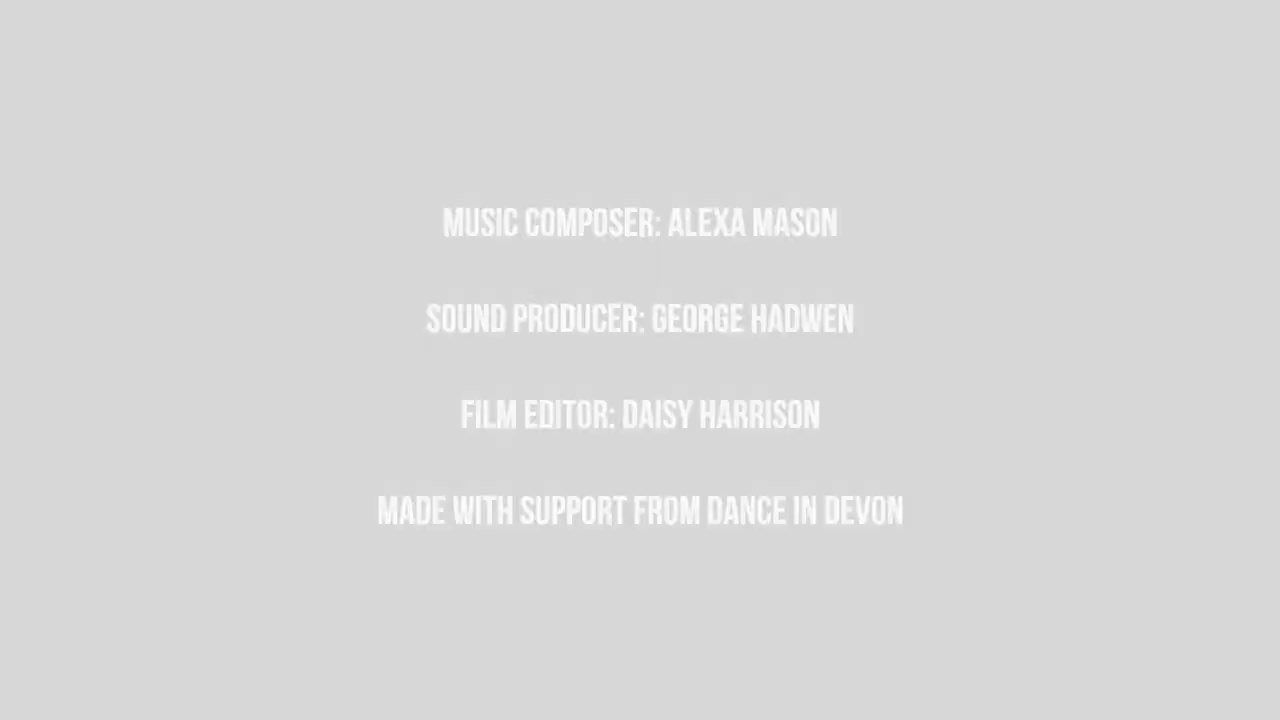 MUSIC COMPOSER: ALEXA MASON
SOUND PRODUCER: GEORGE HADWEN
FILM EDITOR: DAISY HARRISON
MADE WITH SUPPORT FROM DANCE IN DEVON